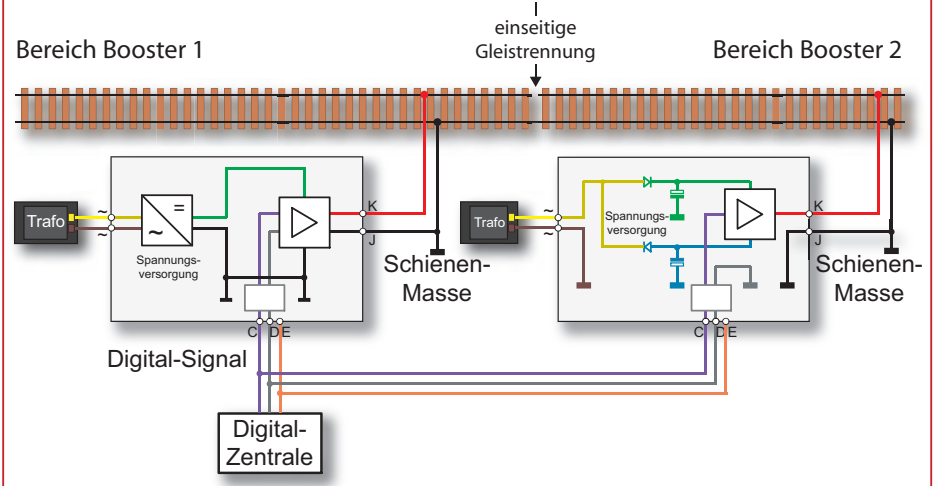 einseitige
Gleistrennung
Bereich Booster 1
Bereich Booster 2
Trafo
~
~
=
~
Spannungs-
versorgung
K
J
Schienen-
Masse
C D E
Trafo
~
~
Spannungs-
versorgung
K
J
Schienen-
Masse
C D E
Digital-Signal
Digital-
Zentrale